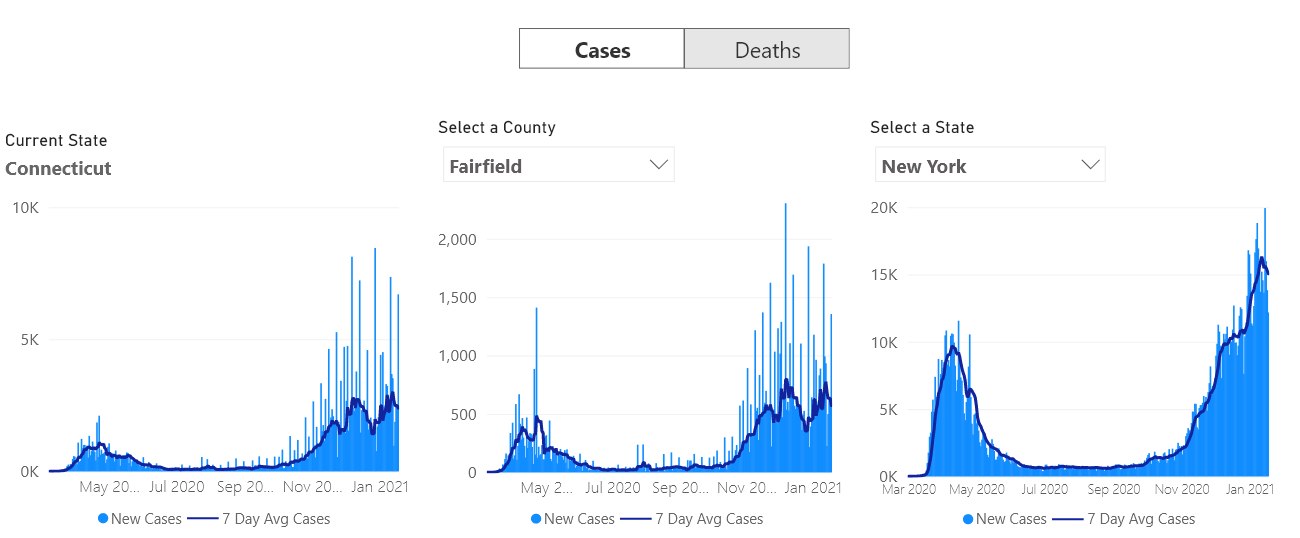 Cases
Deaths
Current State
Connecticut
10K
5K
0K
May 20...
Jul 2020
Sep 20...
Nov 20...
Jan 2021
New Cases
7 Day Avg Cases
Select a County
Fairfield
2,000
1,500
1,000
500
0
May 2...
Jul 2020
Sep 20...
Nov 20...
Jan 2021
New Cases
7 Day Avg Cases
Select a State
New York
20K
15K
10K
5K
0K
Mar 2020
May 2020
Jul 2020
Sep 2020
Nov 2020
Jan 2021
New Cases
7 Day Avg Cases